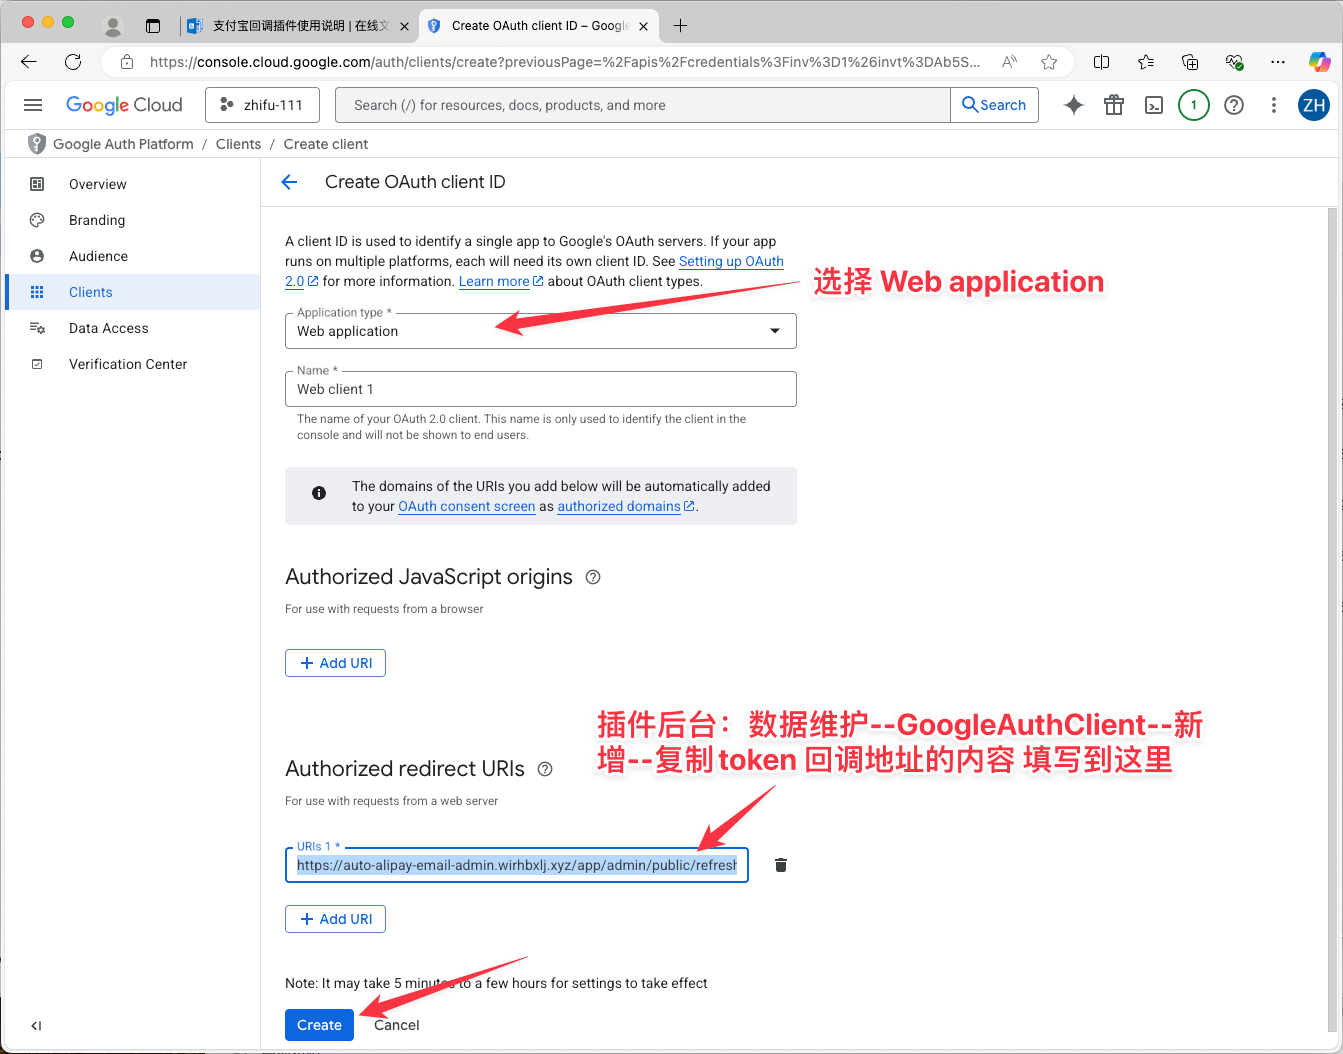 支付宝回调插件使用说明 | 在线文
Create OAuth client ID – Google
https://console.cloud.google.com/auth/clients/create?previousPage=%2Fapis%2Fcredentials%3Finv%3D1%26invt%3DAb5S...
Google Cloud
zhifu-111
Search (/) for resources, docs, products, and more
Search
1
ZH
Google Auth Platform / Clients / Create client
Overview
Branding
Audience
Clients
Data Access
Verification Center
Create OAuth client ID
A client ID is used to identify a single app to Google's OAuth servers. If your app
runs on multiple platforms, each will need its own client ID. See Setting up OAuth
2.0 for more information. Learn more about OAuth client types.
选择 Web application
Application type *
Web application
Name *
Web client 1
The name of your OAuth 2.0 client. This name is only used to identify the client in the
console and will not be shown to end users.
The domains of the URIs you add below will be automatically added
to your OAuth consent screen as authorized domains.
Authorized JavaScript origins
For use with requests from a browser
+ Add URI
插件后台：数据维护--GoogleAuthClient--新
增--复制 token 回调地址的内容 填写到这里
Authorized redirect URIs
For use with requests from a web server
URIs 1 *
https://auto-alipay-email-admin.wirhbxlj.xyz/app/admin/public/refresh
+ Add URI
Note: It may take 5 minutes to a few hours for settings to take effect
Create
Cancel